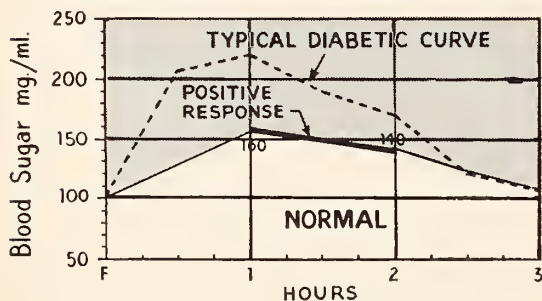 Blood Sugar mg./ml.
250
200
150
100
50
TYPICAL DIABETIC CURVE
POSITIVE
RESPONSE
160
140
NORMAL
F
1
2
3
HOURS